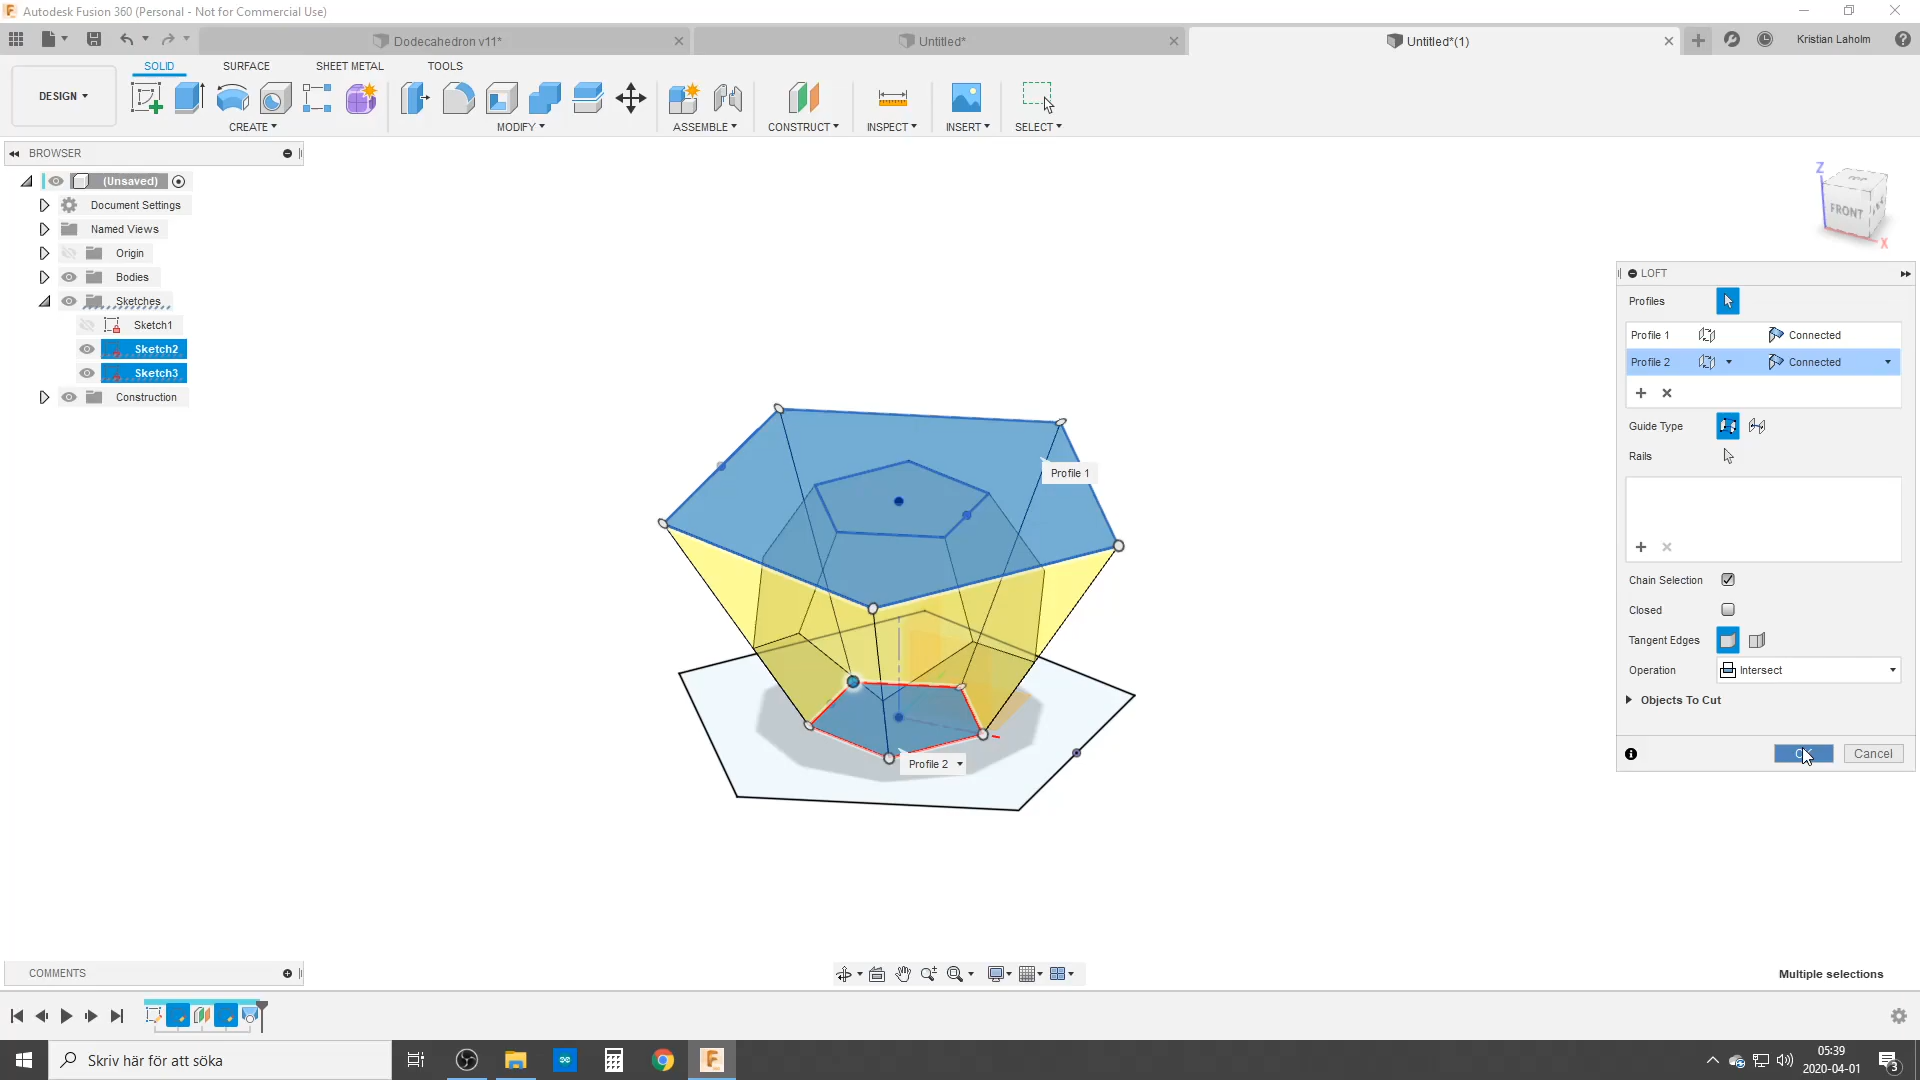 Autodesk Fusion 360 (Personal - Not for Commercial Use)
Dodecahedron v11*
Untitled*
Untitled*(1)
Kristian Laholm
SOLID
SURFACE
SHEET METAL
TOOLS
DESIGN
CREATE
MODIFY
ASSEMBLE
CONSTRUCT
INSPECT
INSERT
SELECT
BROWSER
(Unsaved)
Document Settings
Named Views
Origin
Bodies
Sketches
Sketch1
Sketch2
Sketch3
Construction
Z
TOP
FRONT
X
LOFT
Profiles
Profile 1
Connected
Profile 2
Connected
Guide Type
Rails
Chain Selection
Closed
Tangent Edges
Operation
Intersect
Objects To Cut
Cancel
Profile 1
Profile 2
COMMENTS
Multiple selections
Skriv här för att söka
05:39
2020-04-01
3